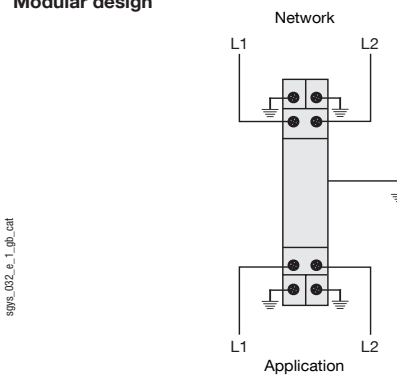 Modular design
Network
L1 L2
sgys_032_e_1_gb_cat
L1 L2
Application